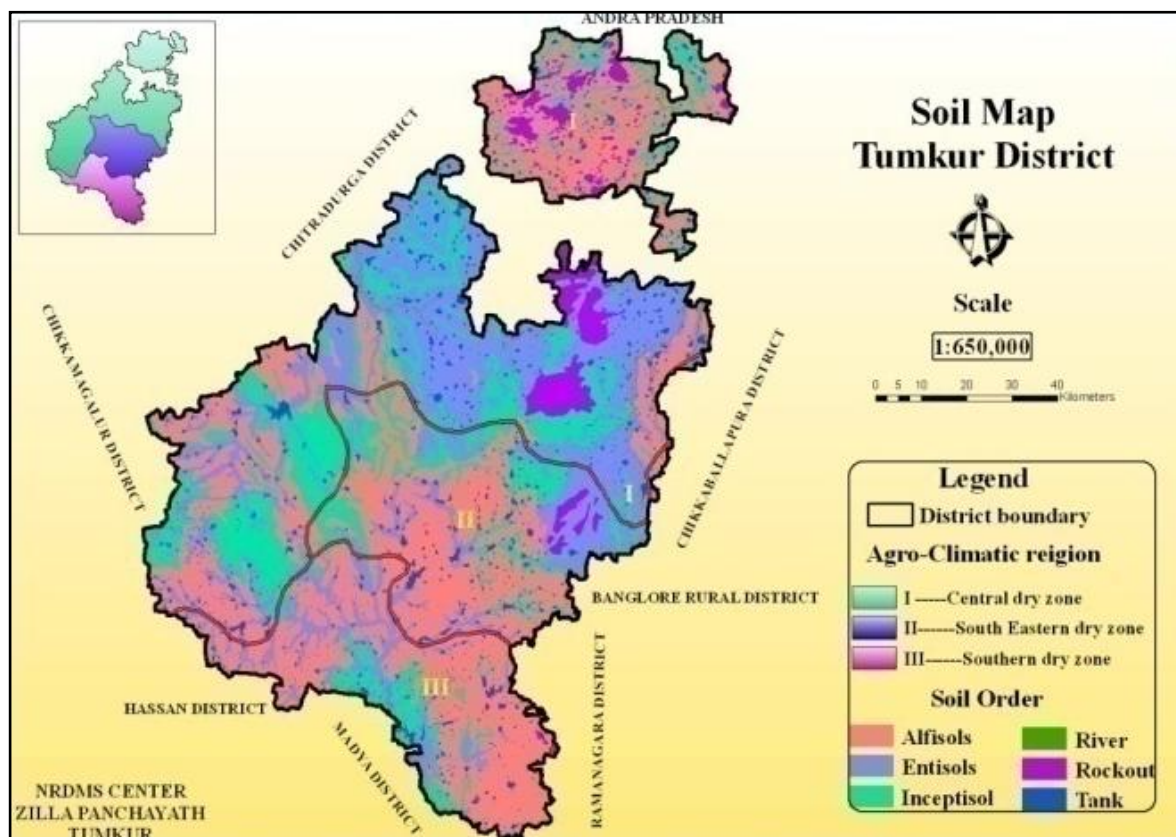 ANDRA PRADESH
Soil Map
Tumkur District
CHITRADURGA DISTRICT
I
Scale
1:650,000
0 5 10 20 30 40
Kilometers
CHIKKAMAGALUR DISTRICT
CHIKKABALLAPURA DISTRICT
I
II
BANGLORE RURAL DISTRICT
RAMANAGARA DISTRICT
III
HASSAN DISTRICT
MADYA DISTRICT
NRDMS CENTER
ZILLA PANCHAYATH
TUMKUR
Legend
District boundary
Agro-Climatic reigion
I -----Central dry zone
II-------South Eastern dry zone
III------Southern dry zone
Soil Order
Alfisols
Entisols
Inceptisol
River
Rockout
Tank